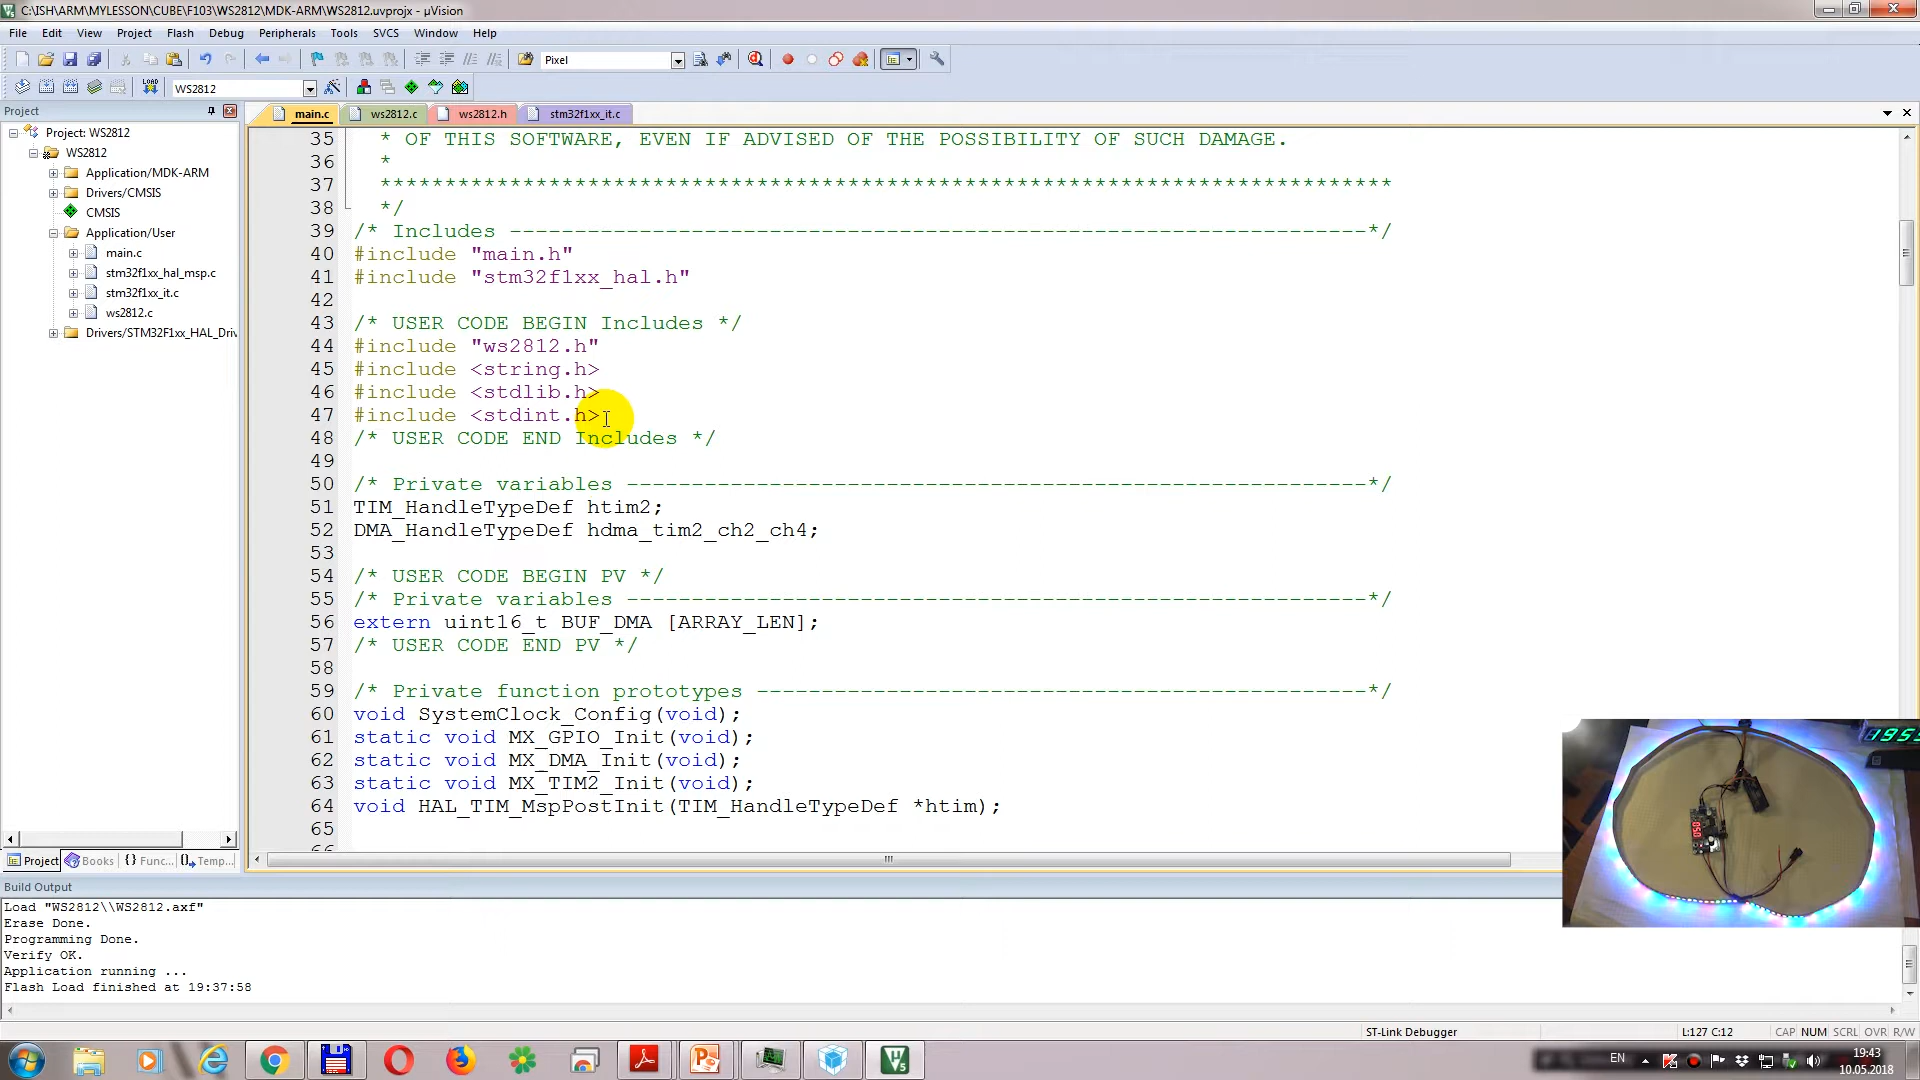 C:\ISH\ARM\MYLESSON\CUBE\F103\WS2812\MDK-ARM\WS2812.uvprojx - µVision
File Edit View Project Flash Debug Peripherals Tools SVCS Window Help
Pixel
LOAD WS2812
Project
main.c ws2812.c ws2812.h stm32f1xx_it.c
Project: WS2812
WS2812
Application/MDK-ARM
Drivers/CMSIS
CMSIS
Application/User
main.c
stm32f1xx_hal_msp.c
stm32f1xx_it.c
ws2812.c
Drivers/STM32F1xx_HAL_Driv
35 * OF THIS SOFTWARE, EVEN IF ADVISED OF THE POSSIBILITY OF SUCH DAMAGE.
36 *
37 ******************************************************************************
38 */
39 /* Includes ------------------------------------------------------------------*/
40 #include "main.h"
41 #include "stm32f1xx_hal.h"
42
43 /* USER CODE BEGIN Includes */
44 #include "ws2812.h"
45 #include <string.h>
46 #include <stdlib.h>
47 #include <stdint.h>
48 /* USER CODE END Includes */
49
50 /* Private variables ---------------------------------------------------------*/
51 TIM_HandleTypeDef htim2;
52 DMA_HandleTypeDef hdma_tim2_ch2_ch4;
53
54 /* USER CODE BEGIN PV */
55 /* Private variables ---------------------------------------------------------*/
56 extern uint16_t BUF_DMA [ARRAY_LEN];
57 /* USER CODE END PV */
58
59 /* Private function prototypes -----------------------------------------------*/
60 void SystemClock_Config(void);
61 static void MX_GPIO_Init(void);
62 static void MX_DMA_Init(void);
63 static void MX_TIM2_Init(void);
64 void HAL_TIM_MspPostInit(TIM_HandleTypeDef *htim);
65
66
Project Books {} Func... Temp...
Build Output
Load "WS2812\\WS2812.axf"
Erase Done.
Programming Done.
Verify OK.
Application running ...
Flash Load finished at 19:37:58
ST-Link Debugger L:127 C:12 CAP NUM SCRL OVR R/W
EN
19:43
10.05.2018